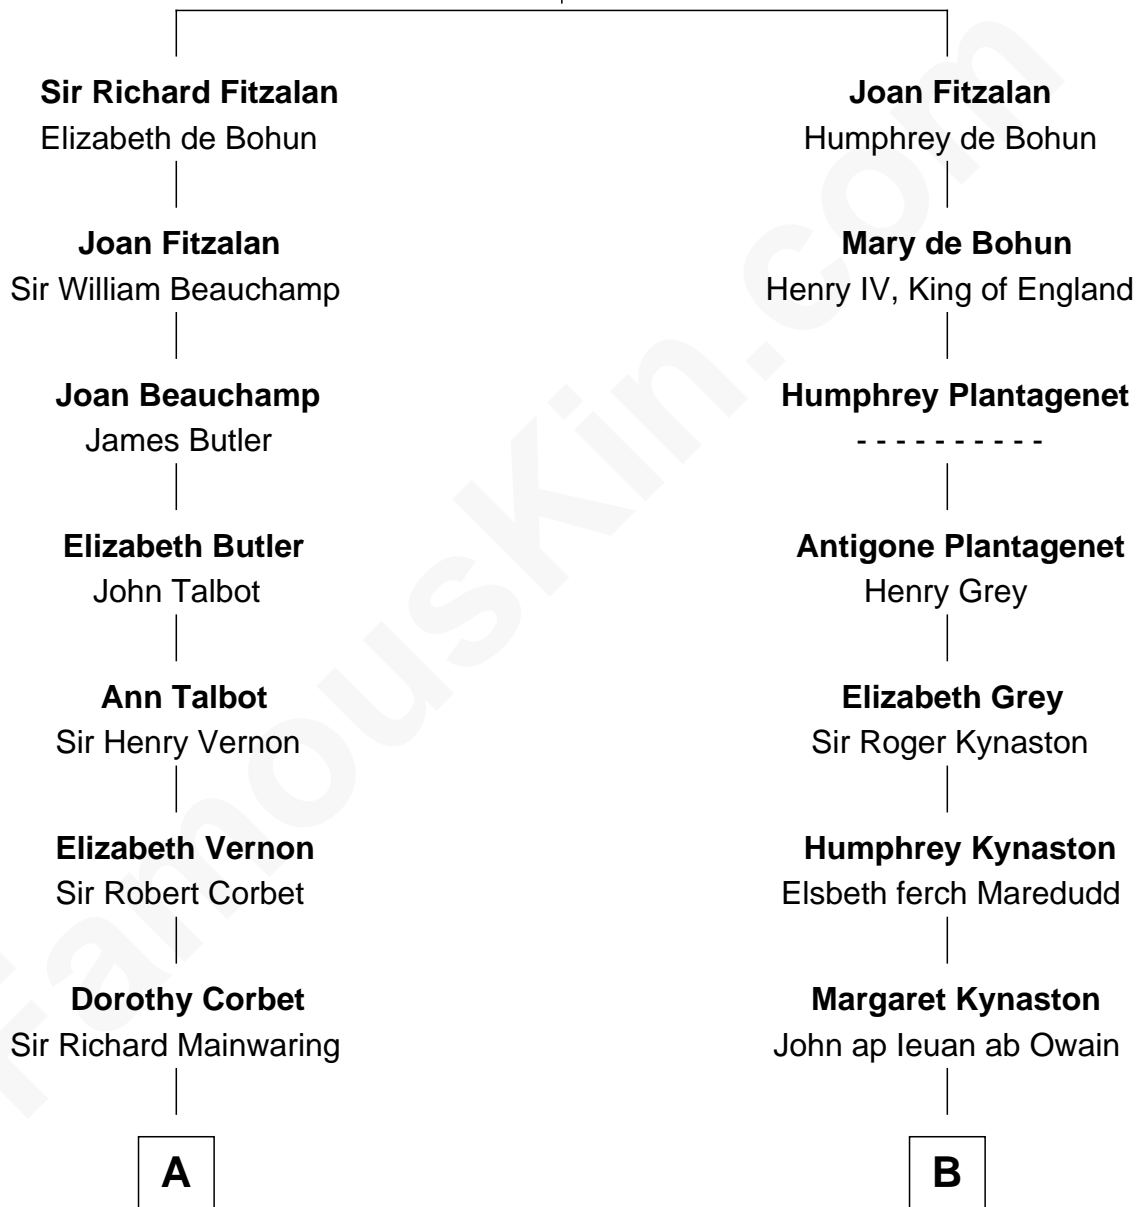 Sir Richard Fitzalan
Elizabeth de Bohun
Joan Fitzalan
Sir William Beauchamp
Joan Beauchamp
James Butler
Elizabeth Butler
John Talbot
Ann Talbot
Sir Henry Vernon
Elizabeth Vernon
Sir Robert Corbet
Dorothy Corbet
Sir Richard Mainwaring
A
Joan Fitzalan
Humphrey de Bohun
Mary de Bohun
Henry IV, King of England
Humphrey Plantagenet
- - - - - - - - - -
Antigone Plantagenet
Henry Grey
Elizabeth Grey
Sir Roger Kynaston
Humphrey Kynaston
Elsbeth ferch Maredudd
Margaret Kynaston
John ap Ieuan ab Owain
B
FamousKin.com